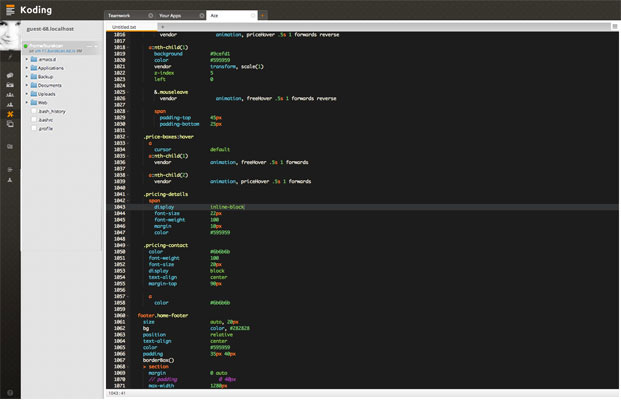 Koding
Teamwork
Your Apps
Ace
guest-68.localhost
Untitled.txt
.emacs.d
Applications
Backup
Documents
Uploads
Web
.bash_history
.bashrc
.profile
1016 vendor animation, priceHover .5s 1 forwards reverse
1017
1018 a:nth-child(1)
1019 background #9cefd1
1020 color #595959
1021 vendor transform, scale(1)
1022 z-index 5
1023 left 0
1024
1025 &.mouseleave
1026 vendor animation, freeHover .5s 1 forwards reverse
1027
1028 span
1029 padding-top 45px
1030 padding-bottom 25px
1031
1032 .price-boxes:hover
1033 a
1034 cursor default
1035 a:nth-child(1)
1036 vendor animation, freeHover .5s 1 forwards
1037
1038 a:nth-child(2)
1039 vendor animation, priceHover .5s 1 forwards
1040
1041 .pricing-details
1042 span
1043 display inline-block
1044 font-size 22px
1045 font-weight 100
1046 margin 10px
1047 color #595959
1048
1049 .pricing-contact
1050 color #6b6b6b
1051 font-weight 100
1052 font-size 20px
1053 display block
1054 text-align center
1055 margin-top 90px
1056
1057 a
1058 color #6b6b6b
1059
1060 footer.home-footer
1061 size auto, 20px
1062 bg color, #282828
1063 position relative
1064 text-align center
1065 color #595959
1066 padding 35px 40px
1067 borderBox()
1068 > section
1069 margin 0 auto
1070 // padding 0 40px
1071 max-width 1280px
1043:41